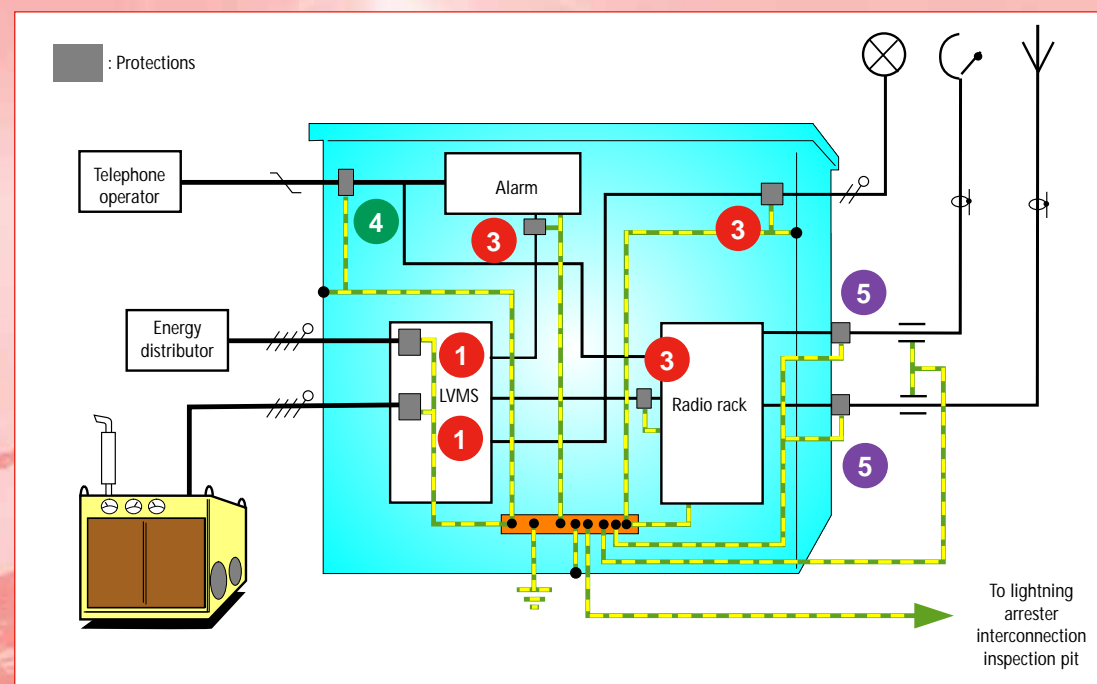 : Protections
Telephone
operator
Alarm
4
3
3
5
Energy
distributor
1
LVMS
1
3
Radio rack
5
To lightning
arrester
interconnection
inspection pit